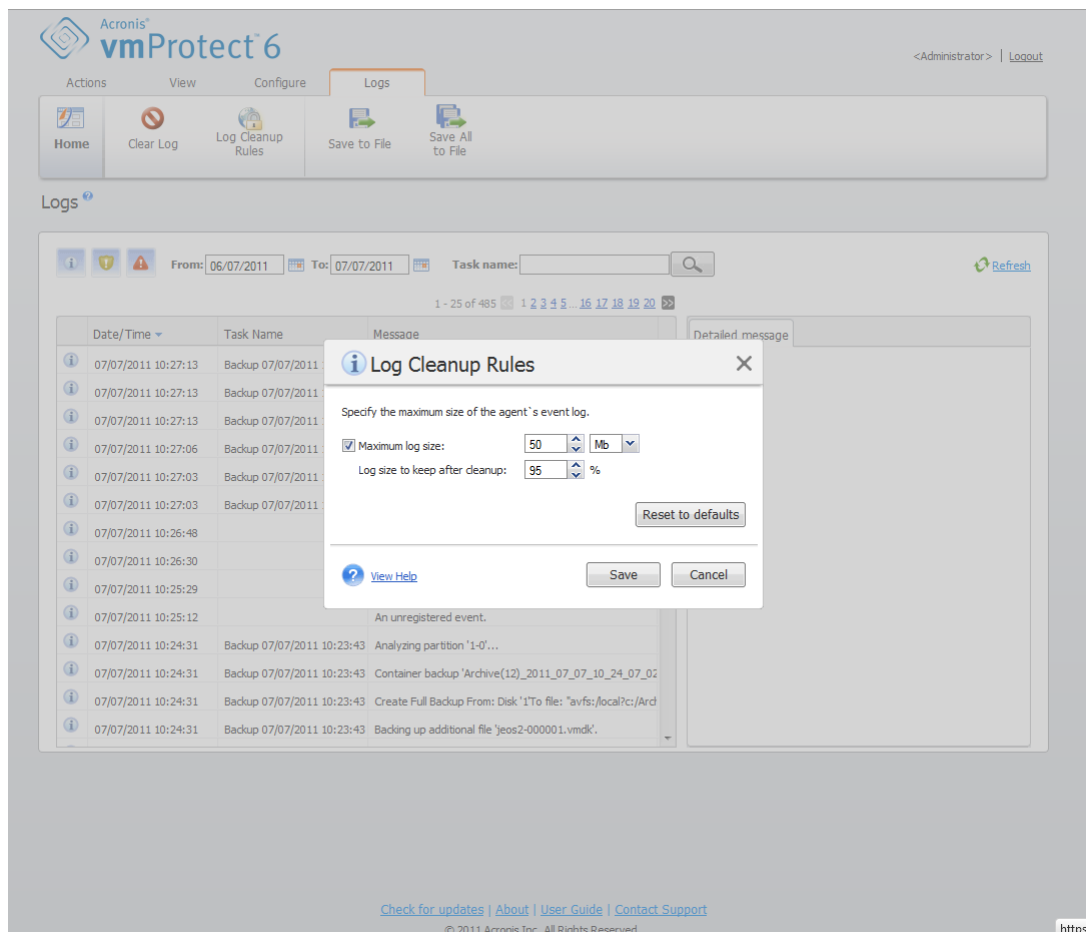 Acronis®
vmProtect™ 6
<Administrator> | Logout
Actions View Configure Logs
Home
Clear Log
Log Cleanup
Rules
Save to File
Save All
to File
Logs
From: 06/07/2011 To: 07/07/2011 Task name:
Refresh
1 - 25 of 485 1 2 3 4 5 ... 16 17 18 19 20
Date/Time Task Name Message
Detailed message
07/07/2011 10:27:13 Backup 07/07/2011
07/07/2011 10:27:13 Backup 07/07/2011
07/07/2011 10:27:13 Backup 07/07/2011
07/07/2011 10:27:06 Backup 07/07/2011
07/07/2011 10:27:03 Backup 07/07/2011
07/07/2011 10:27:03 Backup 07/07/2011
07/07/2011 10:26:48
07/07/2011 10:26:30
07/07/2011 10:25:29
07/07/2011 10:25:12 An unregistered event.
07/07/2011 10:24:31 Backup 07/07/2011 10:23:43 Analyzing partition '1-0'...
07/07/2011 10:24:31 Backup 07/07/2011 10:23:43 Container backup 'Archive(12)_2011_07_07_10_24_07_02
07/07/2011 10:24:31 Backup 07/07/2011 10:23:43 Create Full Backup From: Disk '1'To file: "avfs:/local?c:/Arch
07/07/2011 10:24:31 Backup 07/07/2011 10:23:43 Backing up additional file 'jeos2-000001.vmdk'.
Log Cleanup Rules
Specify the maximum size of the agent`s event log.
Maximum log size: 50 Mb
Log size to keep after cleanup: 95 %
Reset to defaults
View Help
Save
Cancel
Check for updates | About | User Guide | Contact Support
© 2011 Acronis Inc. All Rights Reserved
https